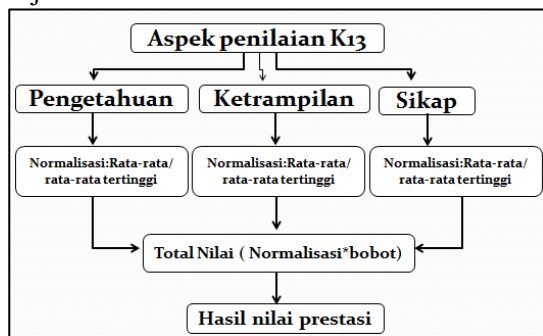 Aspek penilaian K13
Pengetahuan
Ketrampilan
Sikap
Normalisasi:Rata-rata/
rata-rata tertinggi
Normalisasi:Rata-rata/
rata-rata tertinggi
Normalisasi:Rata-rata/
rata-rata tertinggi
Total Nilai ( Normalisasi*bobot)
Hasil nilai prestasi